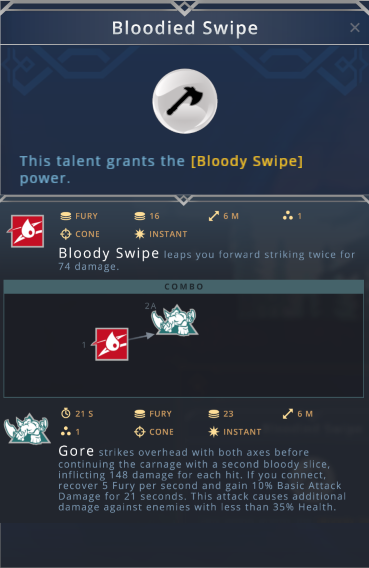 Bloodied Swipe
This talent grants the [Bloody Swipe]
power.
FURY 16 6 M 1
CONE INSTANT
Bloody Swipe leaps you forward striking twice for
74 damage.
COMBO
2A
1
21 S FURY 23 6 M
1 CONE INSTANT
Gore strikes overhead with both axes before
continuing the carnage with a second bloody slice,
inflicting 148 damage for each hit. If you connect,
recover 5 Fury per second and gain 10% Basic Attack
Damage for 21 seconds. This attack causes additional
damage against enemies with less than 35% Health.